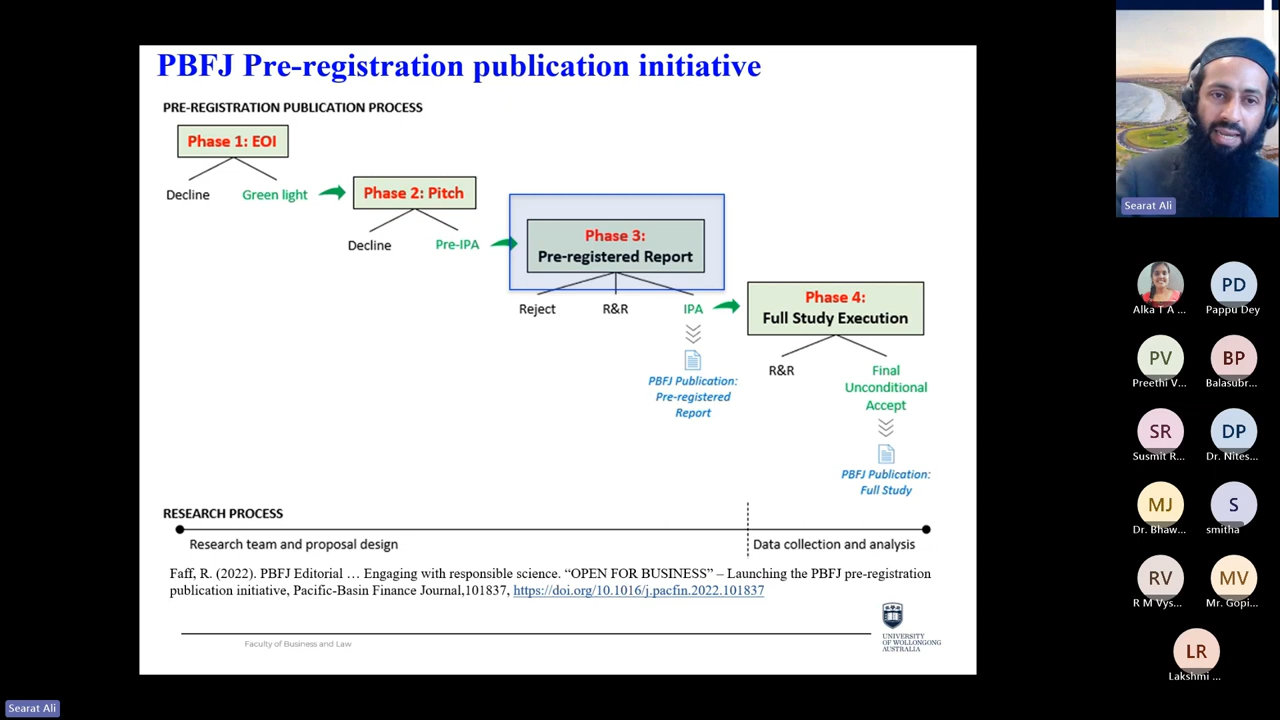 PBFJ Pre-registration publication initiative
PRE-REGISTRATION PUBLICATION PROCESS
Phase 1: EOI
Decline
Green light
Phase 2: Pitch
Decline
Pre-IPA
Phase 3:
Pre-registered Report
Reject
R&R
IPA
PBFJ Publication:
Pre-registered
Report
Phase 4:
Full Study Execution
R&R
Final
Unconditional
Accept
PBFJ Publication:
Full Study
RESEARCH PROCESS
Research team and proposal design
Data collection and analysis
Faff, R. (2022). PBFJ Editorial … Engaging with responsible science. “OPEN FOR BUSINESS” – Launching the PBFJ pre-registration
publication initiative, Pacific-Basin Finance Journal,101837, https://doi.org/10.1016/j.pacfin.2022.101837
Faculty of Business and Law
UNIVERSITY
OF WOLLONGONG
AUSTRALIA
Searat Ali
Searat Ali
Alka T A ...
PD
Pappu Dey
PV
Preethi V...
BP
Balasubr...
SR
Susmit R...
DP
Dr. Nites...
MJ
Dr. Bhaw...
S
smitha
RV
R M Vys...
MV
Mr. Gopi...
LR
Lakshmi ...